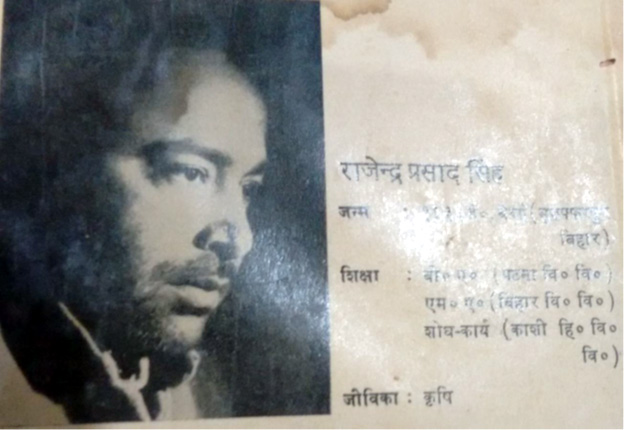 राजेन्द्र प्रसाद सिंह
जन्म :
बिहार)
शिक्षा : बी० ए० (पटना वि० वि०)
एम० ए० (बिहार वि० वि०)
शोध-कार्य (काशी हि० वि०
वि०)
जीविका : कृषि